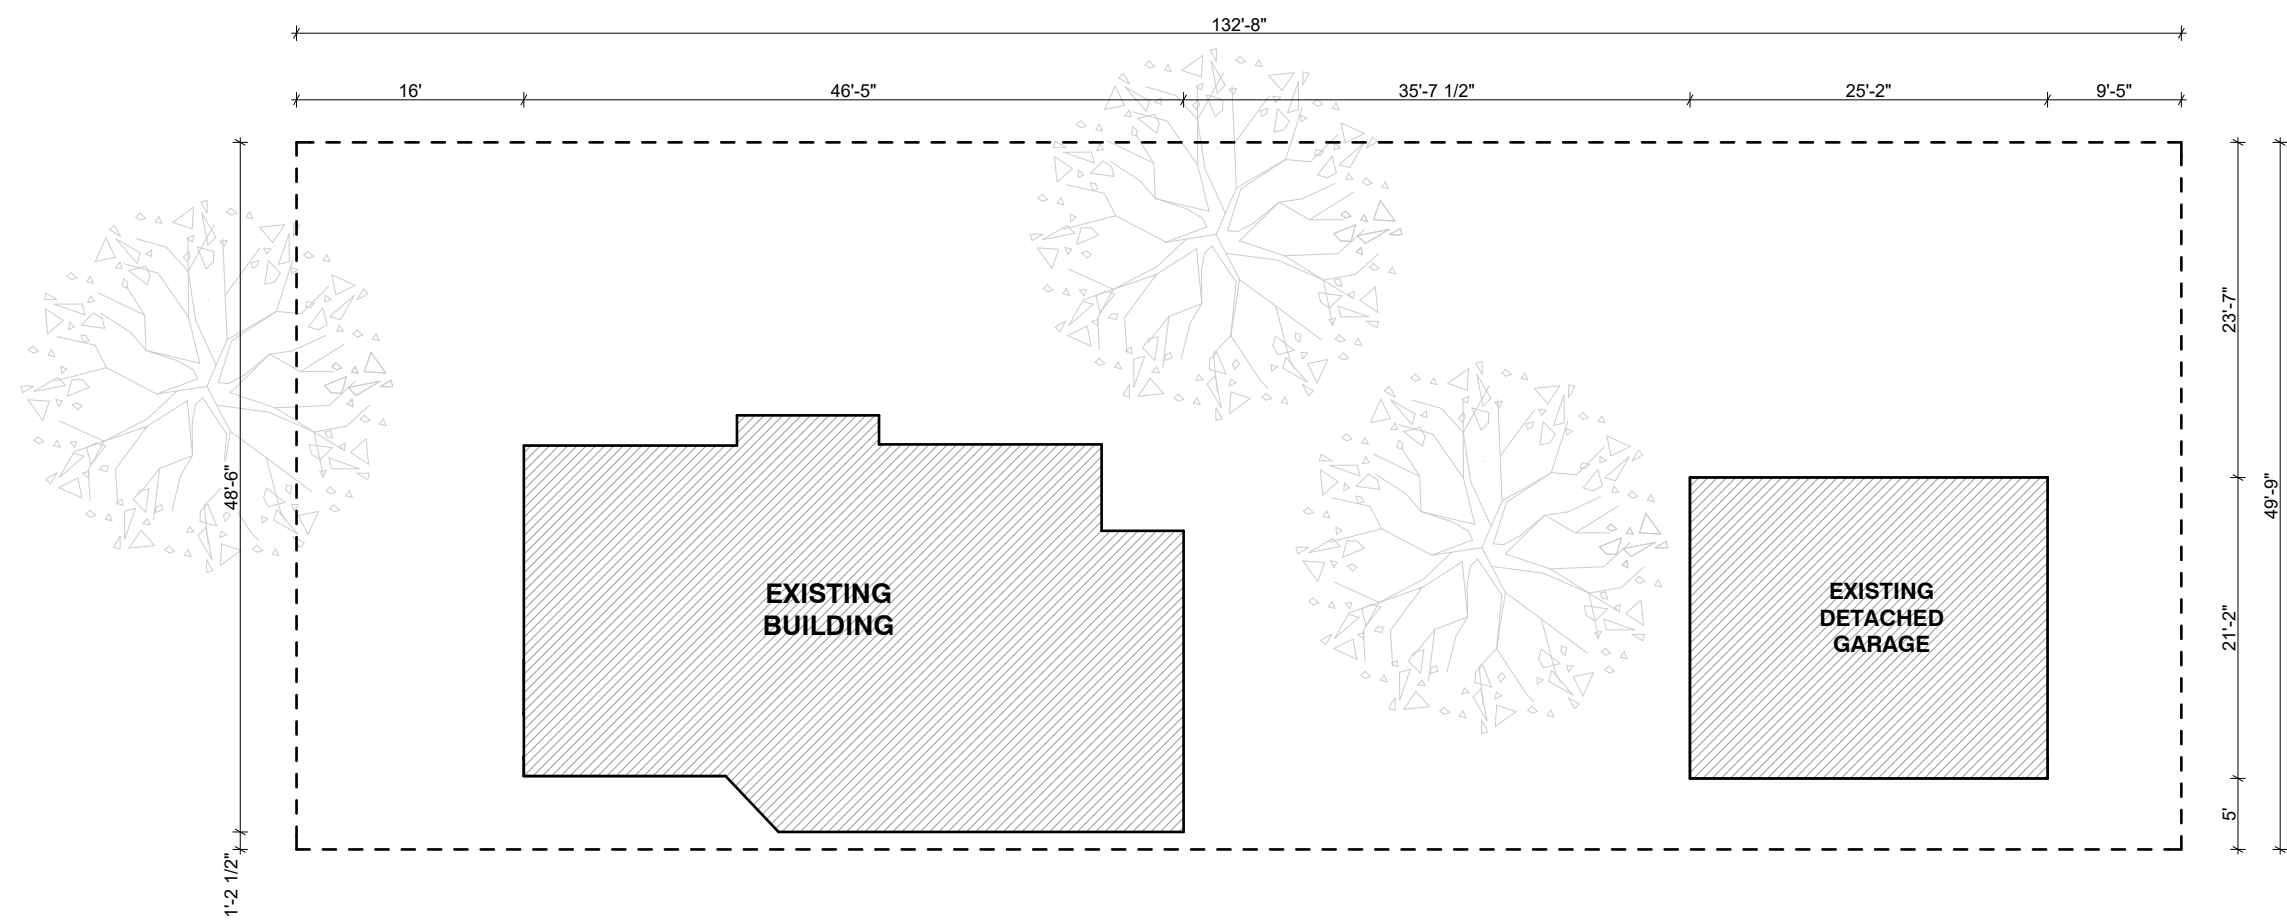 132'-8"
16'
46'-5"
35'-7 1/2"
25'-2"
9'-5"
23'-7"
48'-6"
49'-9"
EXISTING
BUILDING
EXISTING
DETACHED
GARAGE
21'-2"
5'
1'-2 1/2"